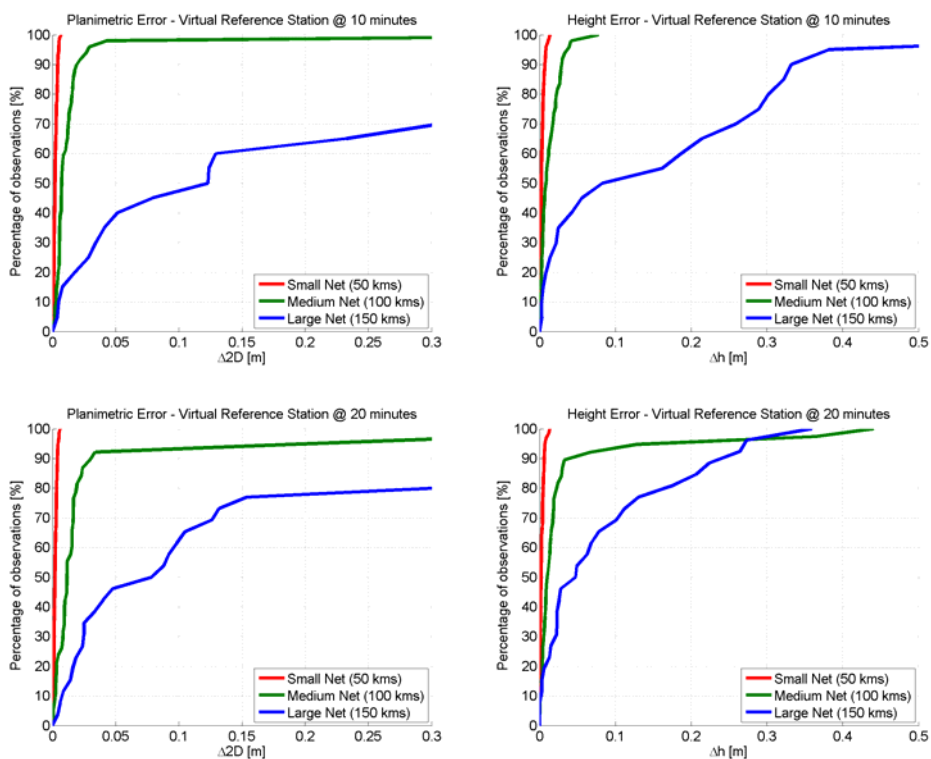 Planimetric Error - Virtual Reference Station @ 10 minutes
Percentage of observations [%]
100
90
80
70
60
50
40
30
20
10
0
Small Net (50 kms)
Medium Net (100 kms)
Large Net (150 kms)
0 0.05 0.1 0.15 0.2 0.25 0.3
Δ2D [m]
Height Error - Virtual Reference Station @ 10 minutes
Percentage of observations [%]
100
90
80
70
60
50
40
30
20
10
0
Small Net (50 kms)
Medium Net (100 kms)
Large Net (150 kms)
0 0.1 0.2 0.3 0.4 0.5
Δh [m]
Planimetric Error - Virtual Reference Station @ 20 minutes
Percentage of observations [%]
100
90
80
70
60
50
40
30
20
10
0
Small Net (50 kms)
Medium Net (100 kms)
Large Net (150 kms)
0 0.05 0.1 0.15 0.2 0.25 0.3
Δ2D [m]
Height Error - Virtual Reference Station @ 20 minutes
Percentage of observations [%]
100
90
80
70
60
50
40
30
20
10
0
Small Net (50 kms)
Medium Net (100 kms)
Large Net (150 kms)
0 0.1 0.2 0.3 0.4 0.5
Δh [m]